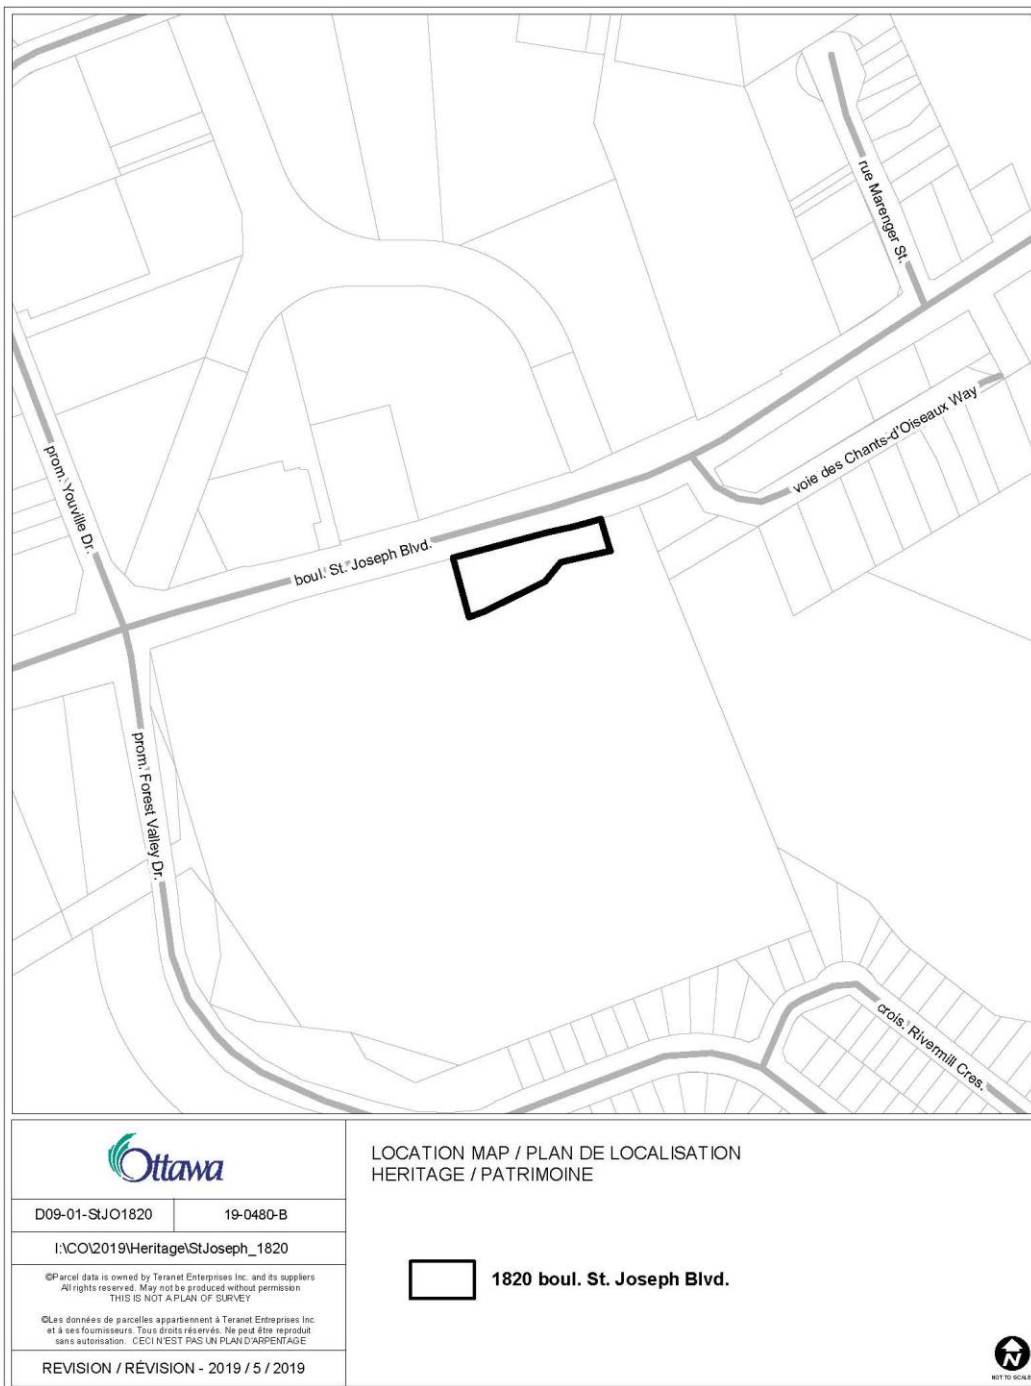 rue Marenger St.
voie des Chants-d'Oiseaux Way
prom. Youville Dr.
boul. St. Joseph Blvd.
prom. Forest Valley Dr.
crois. Rivermill Cres.
Ottawa
D09-01-StJO1820
19-0480-B
I:\CO\2019\Heritage\StJoseph_1820
©Parcel data is owned by Teranet Enterprises Inc. and its suppliers
All rights reserved. May not be produced without permission
THIS IS NOT A PLAN OF SURVEY
©Les données de parcelles appartiennent à Teranet Entreprises Inc.
et à ses fournisseurs. Tous droits réservés. Ne peut être reproduit
sans autorisation. CECI N'EST PAS UN PLAN D'ARPENTAGE
REVISION / RÉVISION - 2019 / 5 / 2019
LOCATION MAP / PLAN DE LOCALISATION
HERITAGE / PATRIMOINE
1820 boul. St. Joseph Blvd.
N
NOT TO SCALE